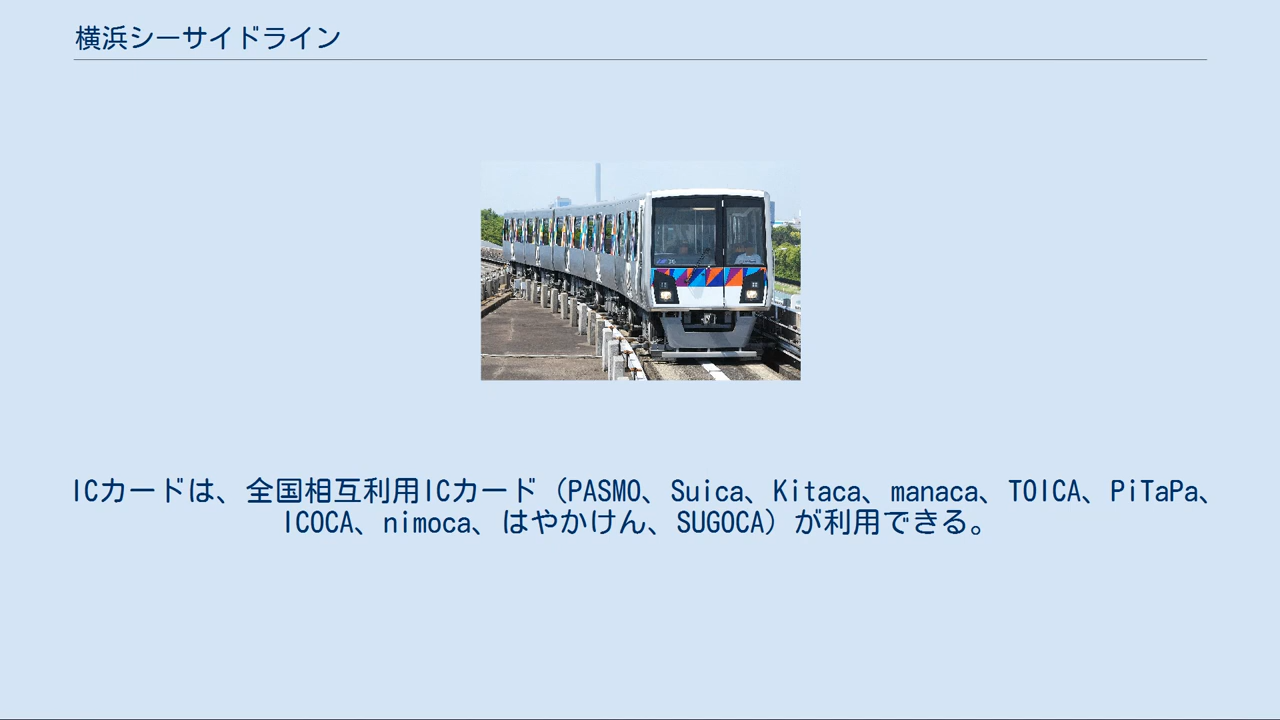 横浜シーサイドライン
ICカードは、全国相互利用ICカード（PASMO、Suica、Kitaca、manaca、TOICA、PiTaPa、
ICOCA、nimoca、はやかけん、SUGOCA）が利用できる。